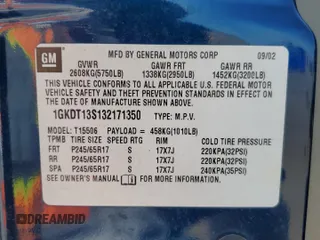 GM
MFD BY GENERAL MOTORS CORP 09/02
GVWR GAWR FRT GAWR RR
2608KG(5750LB) 1338KG(2950LB) 1452KG(3200LB)
THIS VEHICLE CONFORMS TO ALL APPLICABLE U.S. FEDERAL
MOTOR VEHICLE SAFETY AND THEFT PREVENTION STANDARDS IN
EFFECT ON THE DATE OF MANUFACTURE SHOWN ABOVE.
1GKDT13S132171350 TYPE: M.P.V.
MODEL: T15506 PAYLOAD= 458KG(1010LB)
TPMB TIRE SIZE SPEED RTG RIM COLD TIRE PRESSURE
FRT P245/65R17 S 17X7J 220KPA(32PSI)
RR P245/65R17 S 17X7J 220KPA(32PSI)
SPA P245/65R17 S 17X7J 240KPA(35PSI)
SEE OWNER'S MANUAL FOR ADDITIONAL INFORMATION
DREAMBID